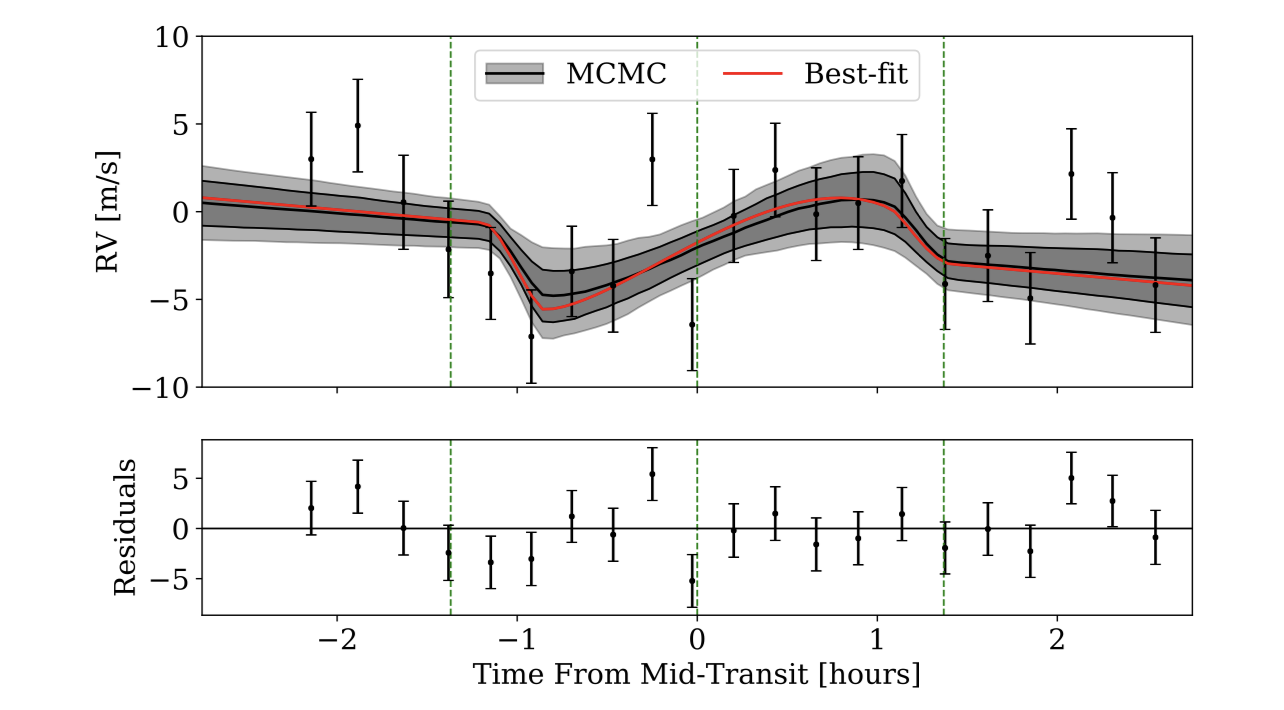 10
5
0
−5
−10
RV [m/s]
MCMC
Best-fit
5
0
−5
Residuals
−2 −1 0 1 2
Time From Mid-Transit [hours]